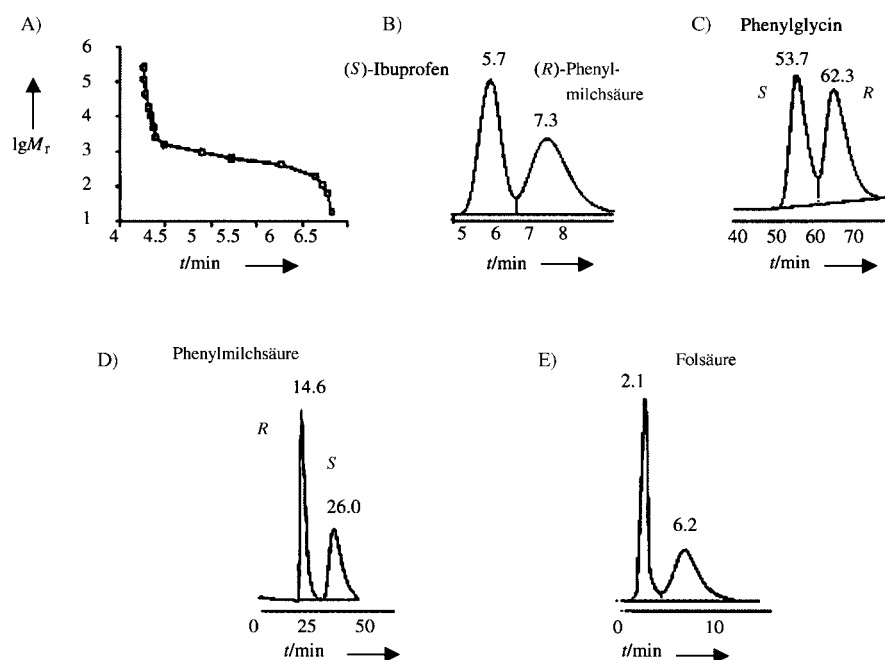 A)
6
5
4
3
2
1
lgMr
4
4.5
5
5.5
6
6.5
t/min
B)
(S)-Ibuprofen
5.7
(R)-Phenyl-
milchsäure
7.3
5 6 7 8
t/min
C)
Phenylglycin
53.7
62.3
S
R
40 50 60 70
t/min
D)
Phenylmilchsäure
14.6
R
S
26.0
0 25 50
t/min
E)
Folsäure
2.1
6.2
0 10
t/min